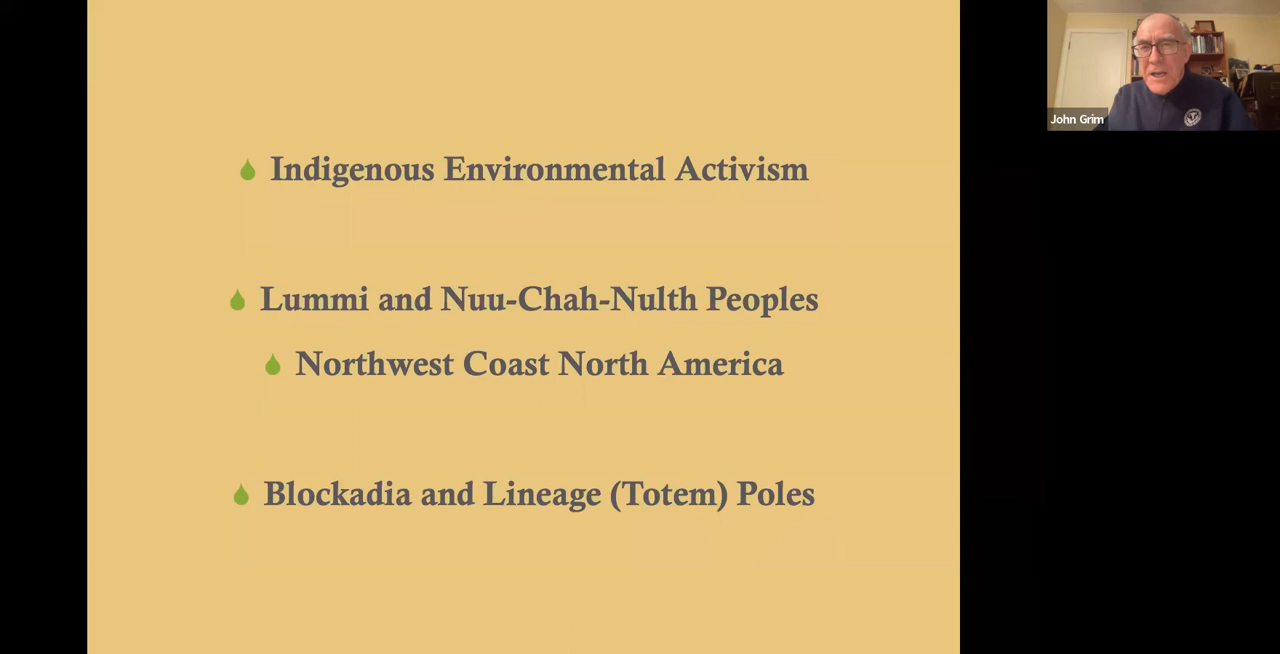 Indigenous Environmental Activism
Lummi and Nuu-Chah-Nulth Peoples
Northwest Coast North America
Blockadia and Lineage (Totem) Poles
John Grim